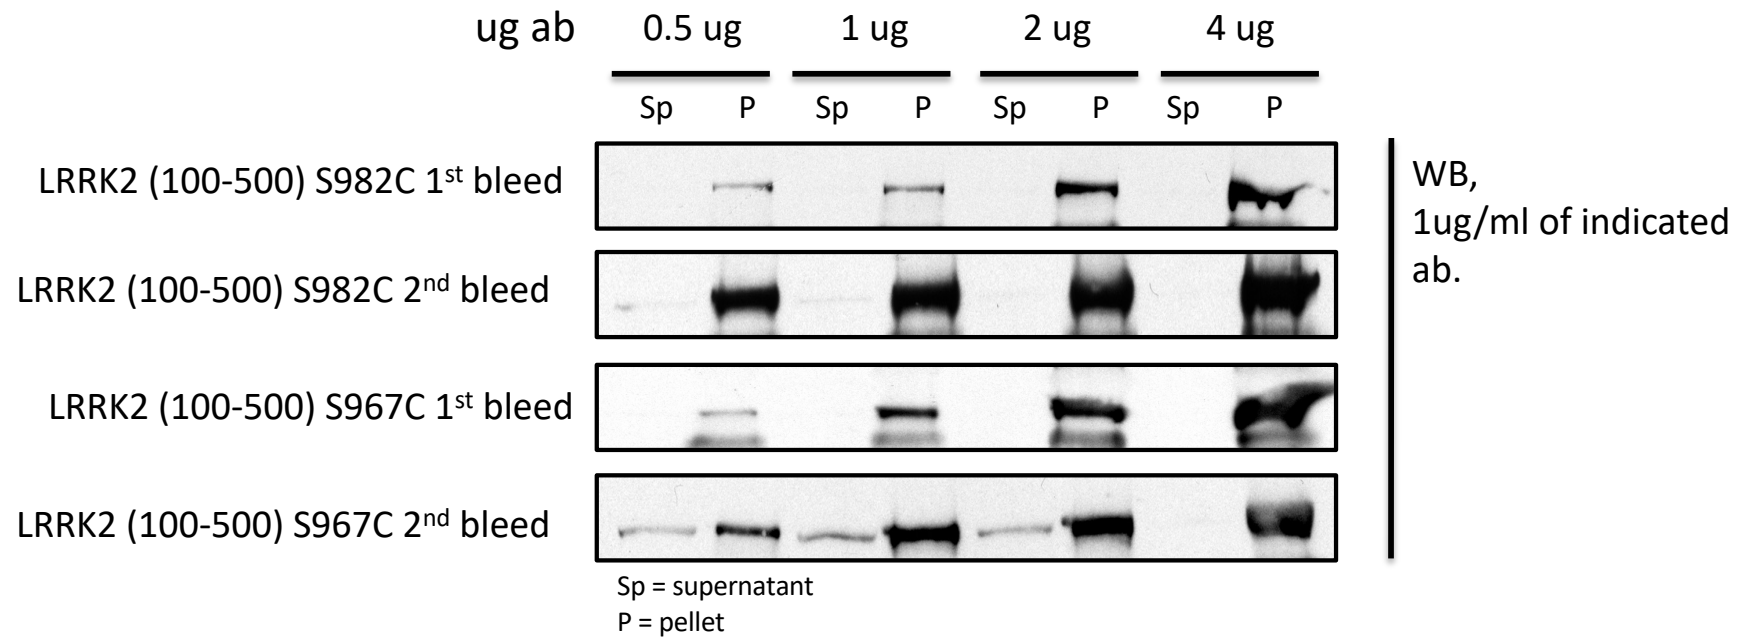 ug ab 0.5 ug 1 ug 2 ug 4 ug
Sp P Sp P Sp P Sp P
LRRK2 (100-500) S982C 1st bleed
LRRK2 (100-500) S982C 2nd bleed
LRRK2 (100-500) S967C 1st bleed
LRRK2 (100-500) S967C 2nd bleed
WB,
1ug/ml of indicated
ab.
Sp = supernatant
P = pellet